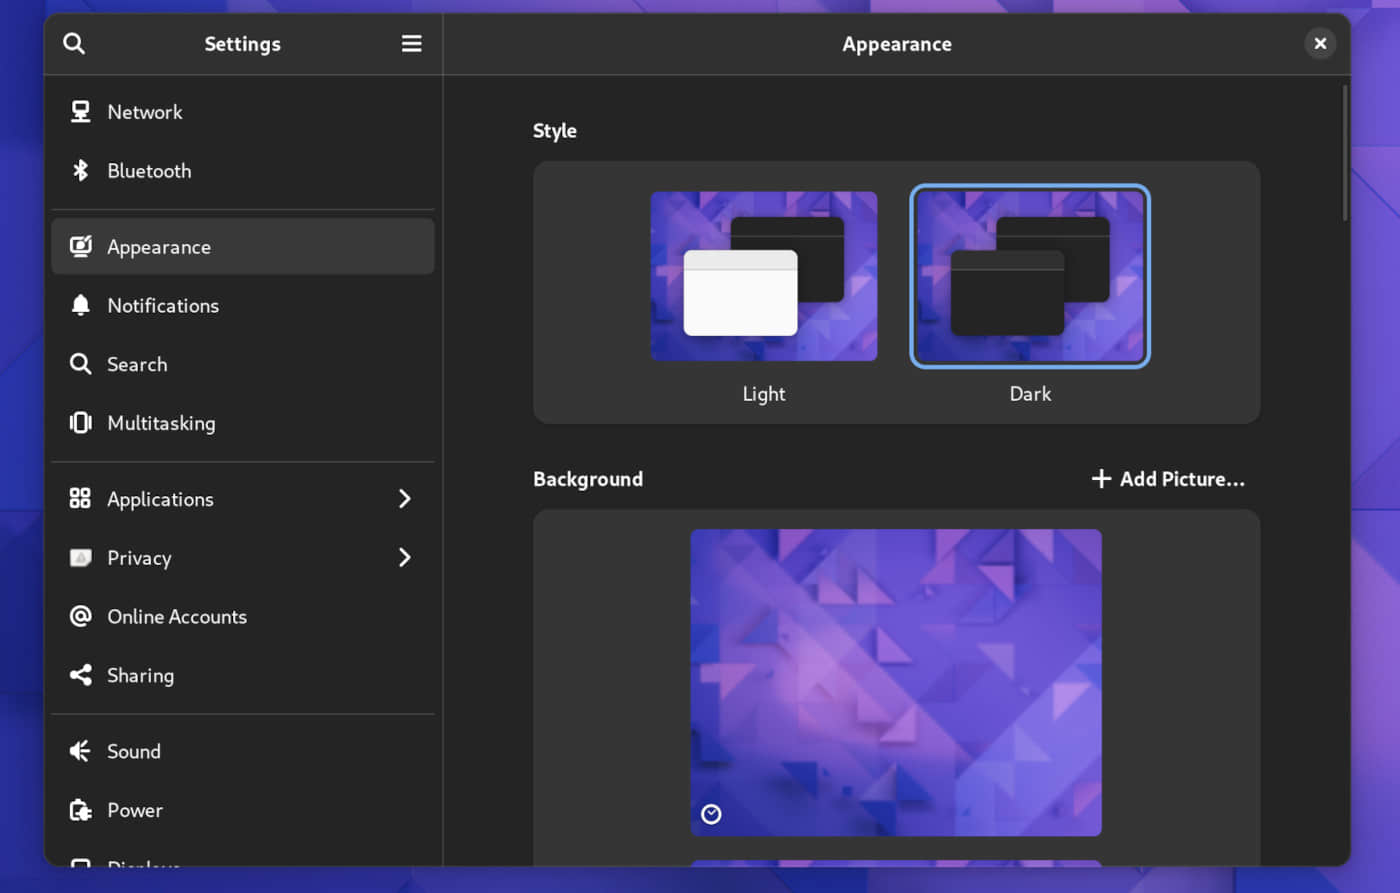 Settings
Appearance
Network
Bluetooth
Appearance
Notifications
Search
Multitasking
Applications
Privacy
Online Accounts
Sharing
Sound
Power
Displays
Style
Light
Dark
Background
+ Add Picture...